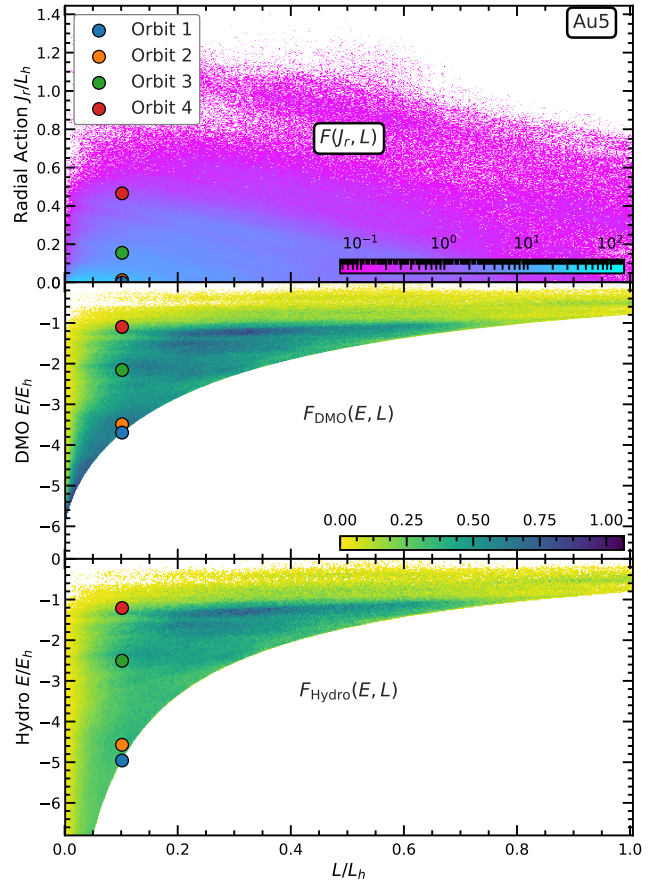 Au5
Orbit 1
Orbit 2
Orbit 3
Orbit 4
F(J_r, L)
10^{-1} 10^0 10^1 10^2
Radial Action J_r/L_h
1.4
1.2
1.0
0.8
0.6
0.4
0.2
0.0
DMO E/E_h
−1
−2
−3
−4
−5
−6
F_DMO(E, L)
0.00 0.25 0.50 0.75 1.00
Hydro E/E_h
0
−1
−2
−3
−4
−5
−6
F_Hydro(E, L)
0.0 0.2 0.4 0.6 0.8 1.0
L/L_h